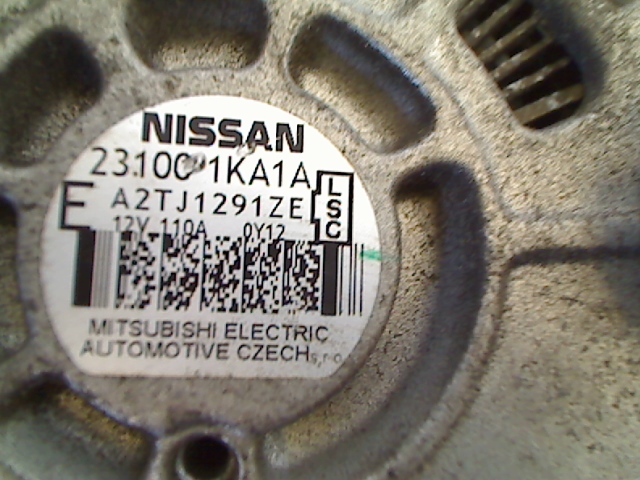 NISSAN
23100 1KA1A
E A2TJ1291ZE LSC
12V 110A 0Y12
MITSUBISHI ELECTRIC
AUTOMOTIVE CZECH s.r.o.